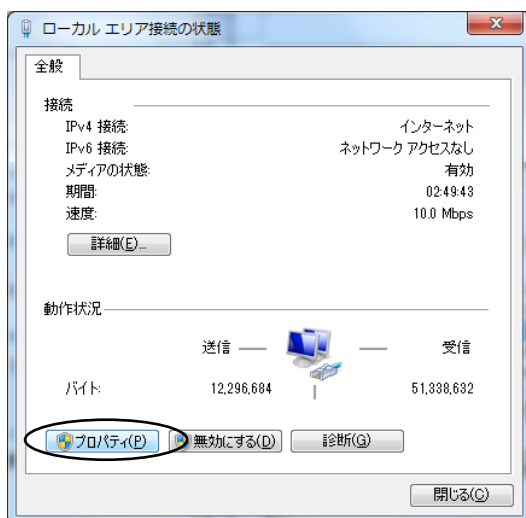 ローカル エリア接続の状態
全般
接続
IPv4 接続: インターネット
IPv6 接続: ネットワーク アクセスなし
メディアの状態: 有効
期間: 02:49:43
速度: 10.0 Mbps
詳細(E)...
動作状況
送信 受信
バイト: 12,296,684 51,338,632
プロパティ(P) 無効にする(D) 診断(G)
閉じる(C)